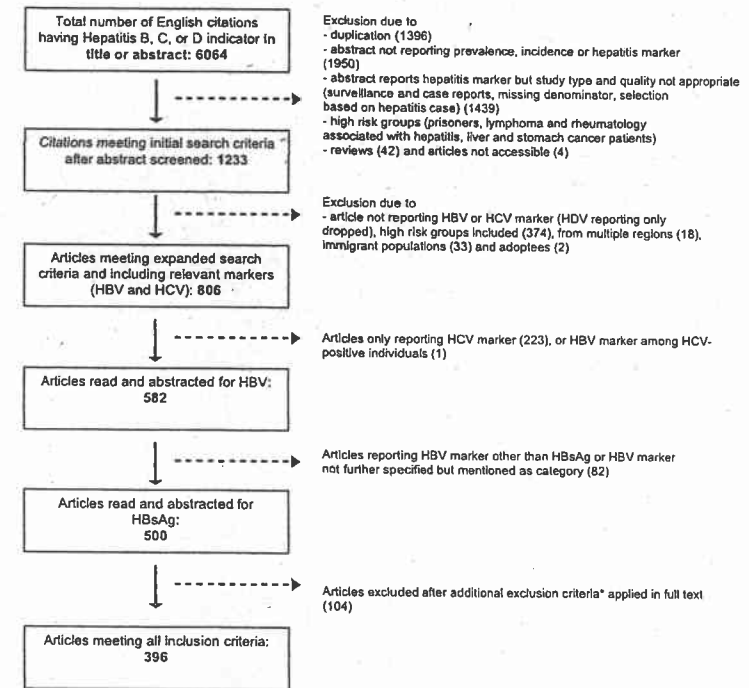 Total number of English citations
having Hepatitis B, C, or D indicator in
title or abstract: 6064
Exclusion due to
- duplication (1396)
- abstract not reporting prevalence, incidence or hepatitis marker
(1950)
- abstract reports hepatitis marker but study type and quality not appropriate
(surveillance and case reports, missing denominator, selection
based on hepatitis case) (1439)
- high risk groups (prisoners, lymphoma and rheumatology
associated with hepatitis, liver and stomach cancer patients)
- reviews (42) and articles not accessible (4)
Citations meeting initial search criteria
after abstract screened: 1233
Exclusion due to
- article not reporting HBV or HCV marker (HDV reporting only
dropped), high risk groups included (374), from multiple regions (18),
immigrant populations (33) and adoptees (2)
Articles meeting expanded search
criteria and including relevant markers
(HBV and HCV): 806
Articles only reporting HCV marker (223), or HBV marker among HCV-
positive individuals (1)
Articles read and abstracted for HBV:
582
Articles reporting HBV marker other than HBsAg or HBV marker
not further specified but mentioned as category (82)
Articles read and abstracted for
HBsAg:
500
Articles excluded after additional exclusion criteria* applied in full text
(104)
Articles meeting all inclusion criteria:
396